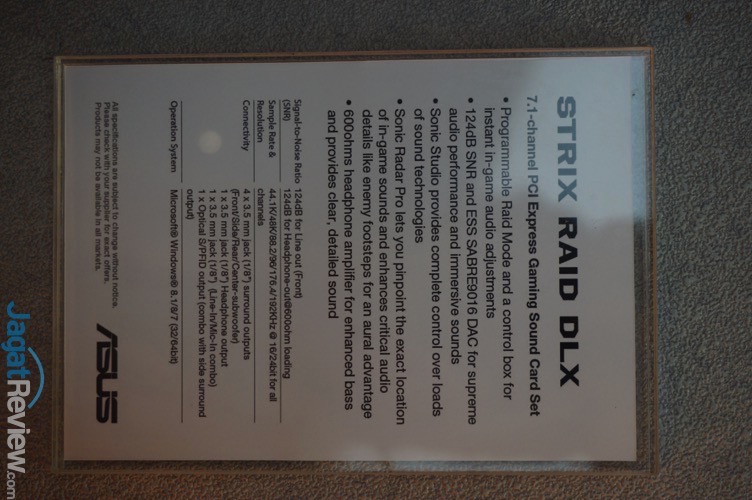 STRIX RAID DLX
7.1-channel PCI Express Gaming Sound Card Set
• Programmable Raid Mode and a control box for
instant in-game audio adjustments
• 124dB SNR and ESS SABRE9016 DAC for supreme
audio performance and immersive sounds
• Sonic Studio provides complete control over loads
of sound technologies
• Sonic Radar Pro lets you pinpoint the exact location
of in-game sounds and enhances critical audio
details like enemy footsteps for an aural advantage
• 600ohms headphone amplifier for enhanced bass
and provides clear, detailed sound
Signal-to-Noise Ratio 124dB for Line out (Front)
(SNR) 124dB for Headphone-out@600ohm loading
Sample Rate & 44.1K/48K/88.2/96/176.4/192KHz @ 16/24bit for all
Resolution channels
Connectivity 4 x 3.5 mm jack (1/8") surround outputs
(Front/Side/Rear/Center-subwoofer)
1 x 3.5 mm jack (1/8") Headphone output
1 x 3.5 mm jack (1/8") (Line-In/Mic-In combo)
1 x Optical S/PFID output (combo with side surround
output)
Operation System Microsoft® Windows® 8.1/8/7 (32/64bit)
All specifications are subject to change without notice.
Please check with your supplier for exact offers.
Products may not be available in all markets.
ASUS
JagatReview.com